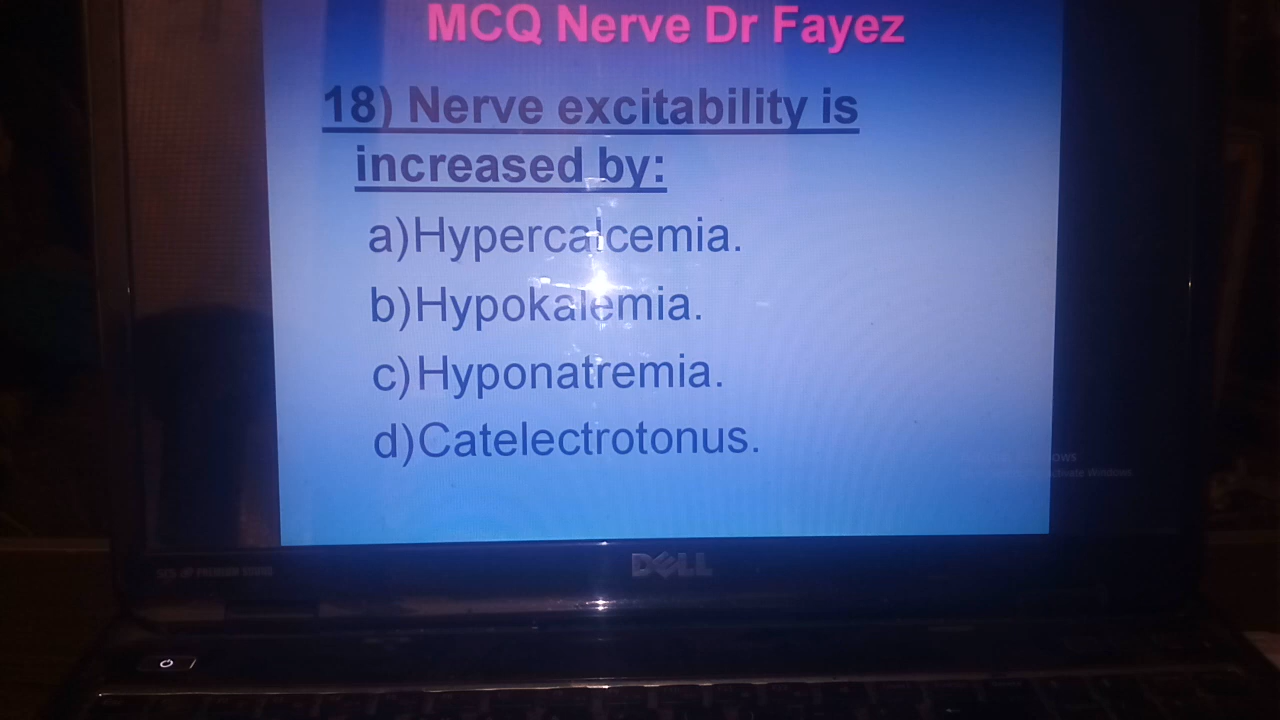 MCQ Nerve Dr Fayez
18) Nerve excitability is
increased by:
a)Hypercalcemia.
b)Hypokalemia.
c)Hyponatremia.
d)Catelectrotonus.
DELL